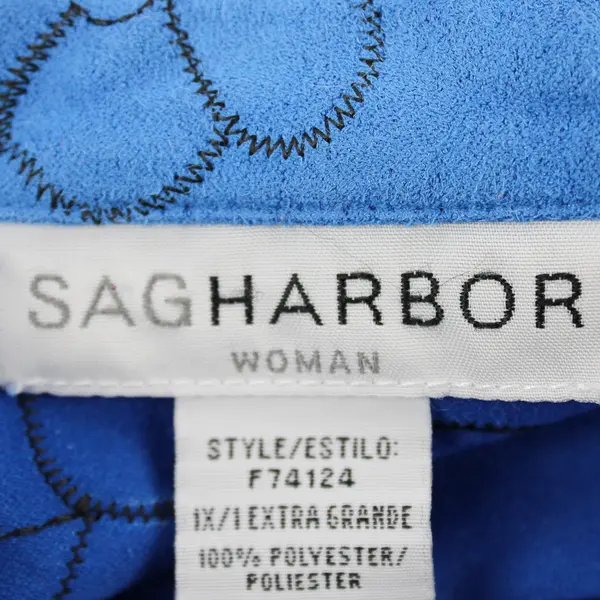 SAGHARBOR
WOMAN
STYLE/ESTILO:
F74124
1X/1 EXTRA GRANDE
100% POLYESTER/
POLIESTER